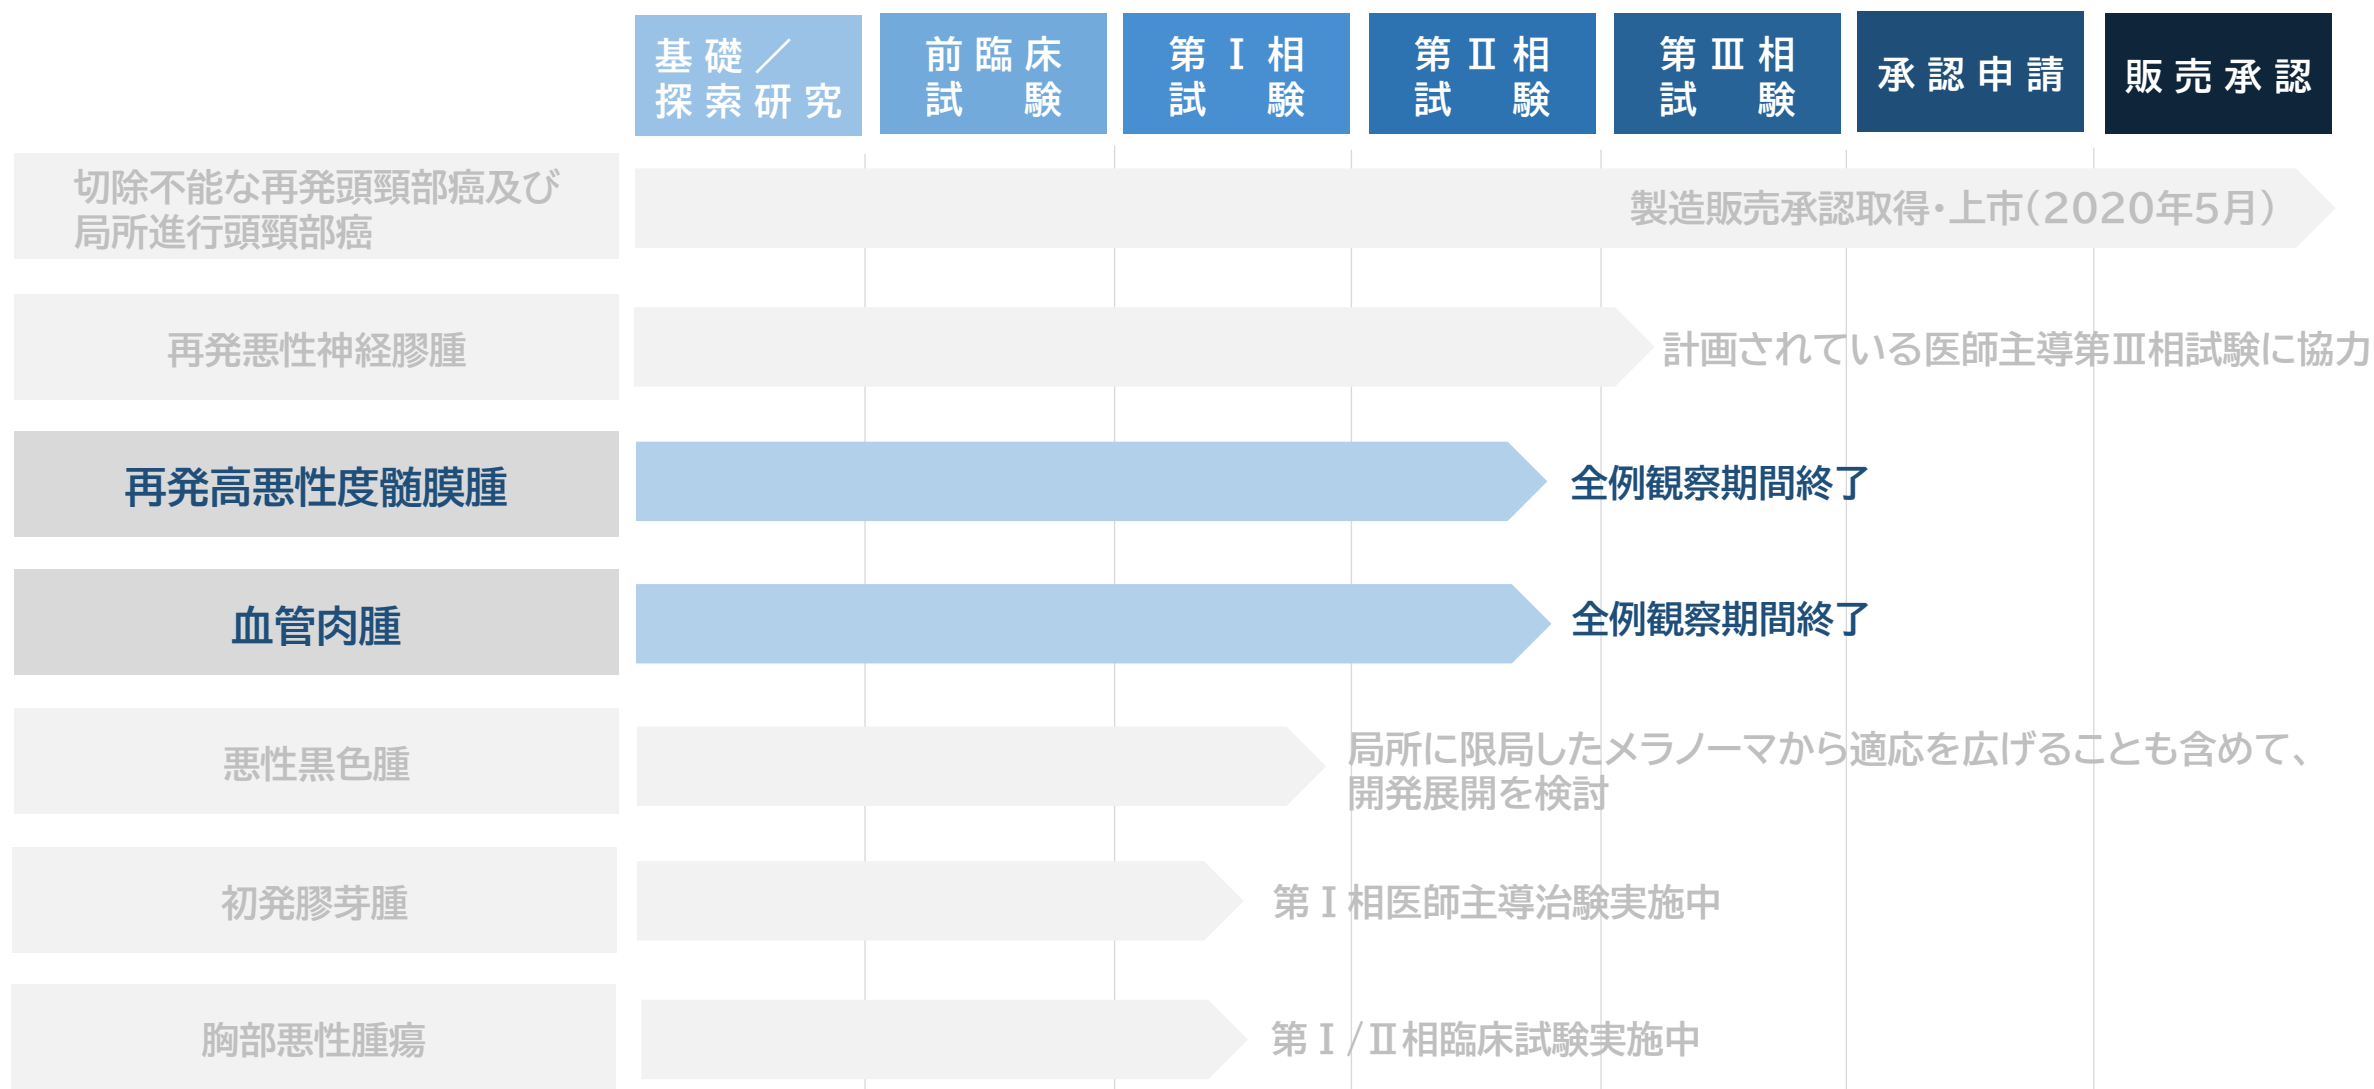 基礎／
探索研究
前臨床
試験
第Ⅰ相
試験
第Ⅱ相
試験
第Ⅲ相
試験
承認申請
販売承認
切除不能な再発頭頸部癌及び
局所進行頭頸部癌
製造販売承認取得・上市（2020年5月）
再発悪性神経膠腫
計画されている医師主導第Ⅲ相試験に協力
再発高悪性度髄膜腫
全例観察期間終了
血管肉腫
全例観察期間終了
悪性黒色腫
局所に限局したメラノーマから適応を広げることも含めて、
開発展開を検討
初発膠芽腫
第Ⅰ相医師主導治験実施中
胸部悪性腫瘍
第Ⅰ/Ⅱ相臨床試験実施中